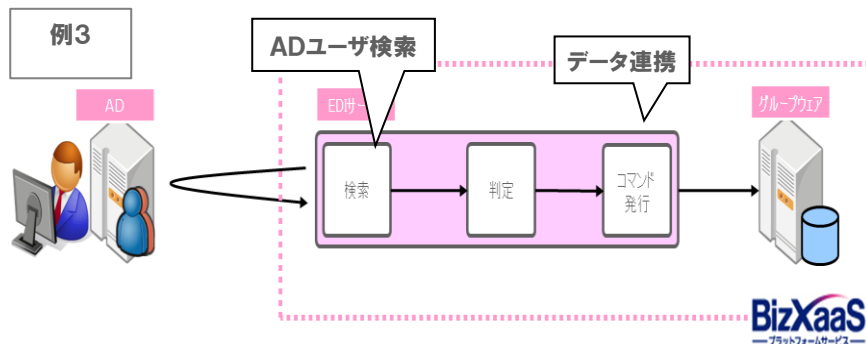 例3
ADユーザ検索
データ連携
AD
EDIサー
グループウェア
検索
判定
コマンド
発行
BizXaaS
プラットフォームサービス